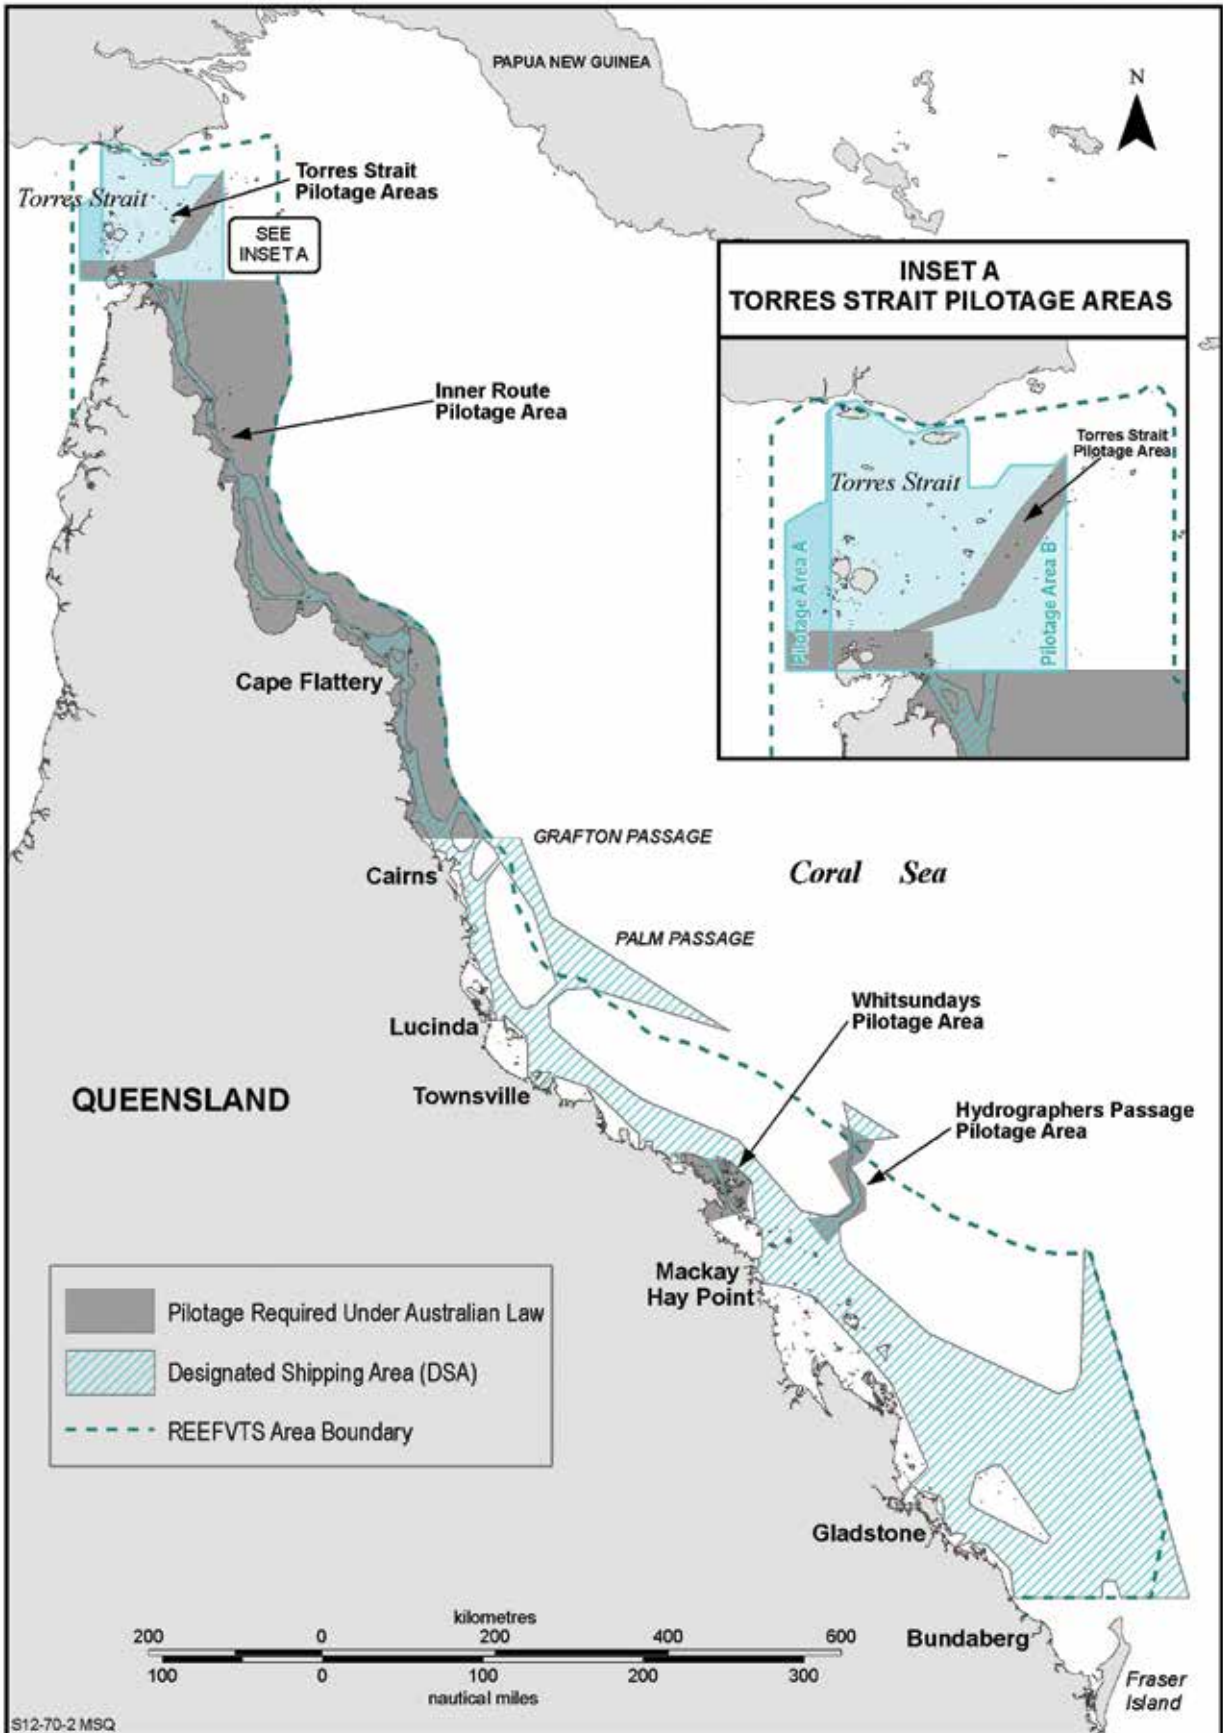 PAPUA NEW GUINEA
N
Torres Strait
Pilotage Areas
Torres Strait
SEE
INSET A
INSET A
TORRES STRAIT PILOTAGE AREAS
Torres Strait
Pilotage Area
Torres Strait
Pilotage Area A
Pilotage Area B
Inner Route
Pilotage Area
Cape Flattery
GRAFTON PASSAGE
Cairns
Coral Sea
PALM PASSAGE
Whitsundays
Pilotage Area
Lucinda
Townsville
QUEENSLAND
Hydrographers Passage
Pilotage Area
Mackay
Hay Point
Pilotage Required Under Australian Law
Designated Shipping Area (DSA)
REEFVTS Area Boundary
Gladstone
Bundaberg
Fraser
Island
kilometres
200 0 200 400 600
100 0 100 200 300
nautical miles
S12-70-2 MSQ